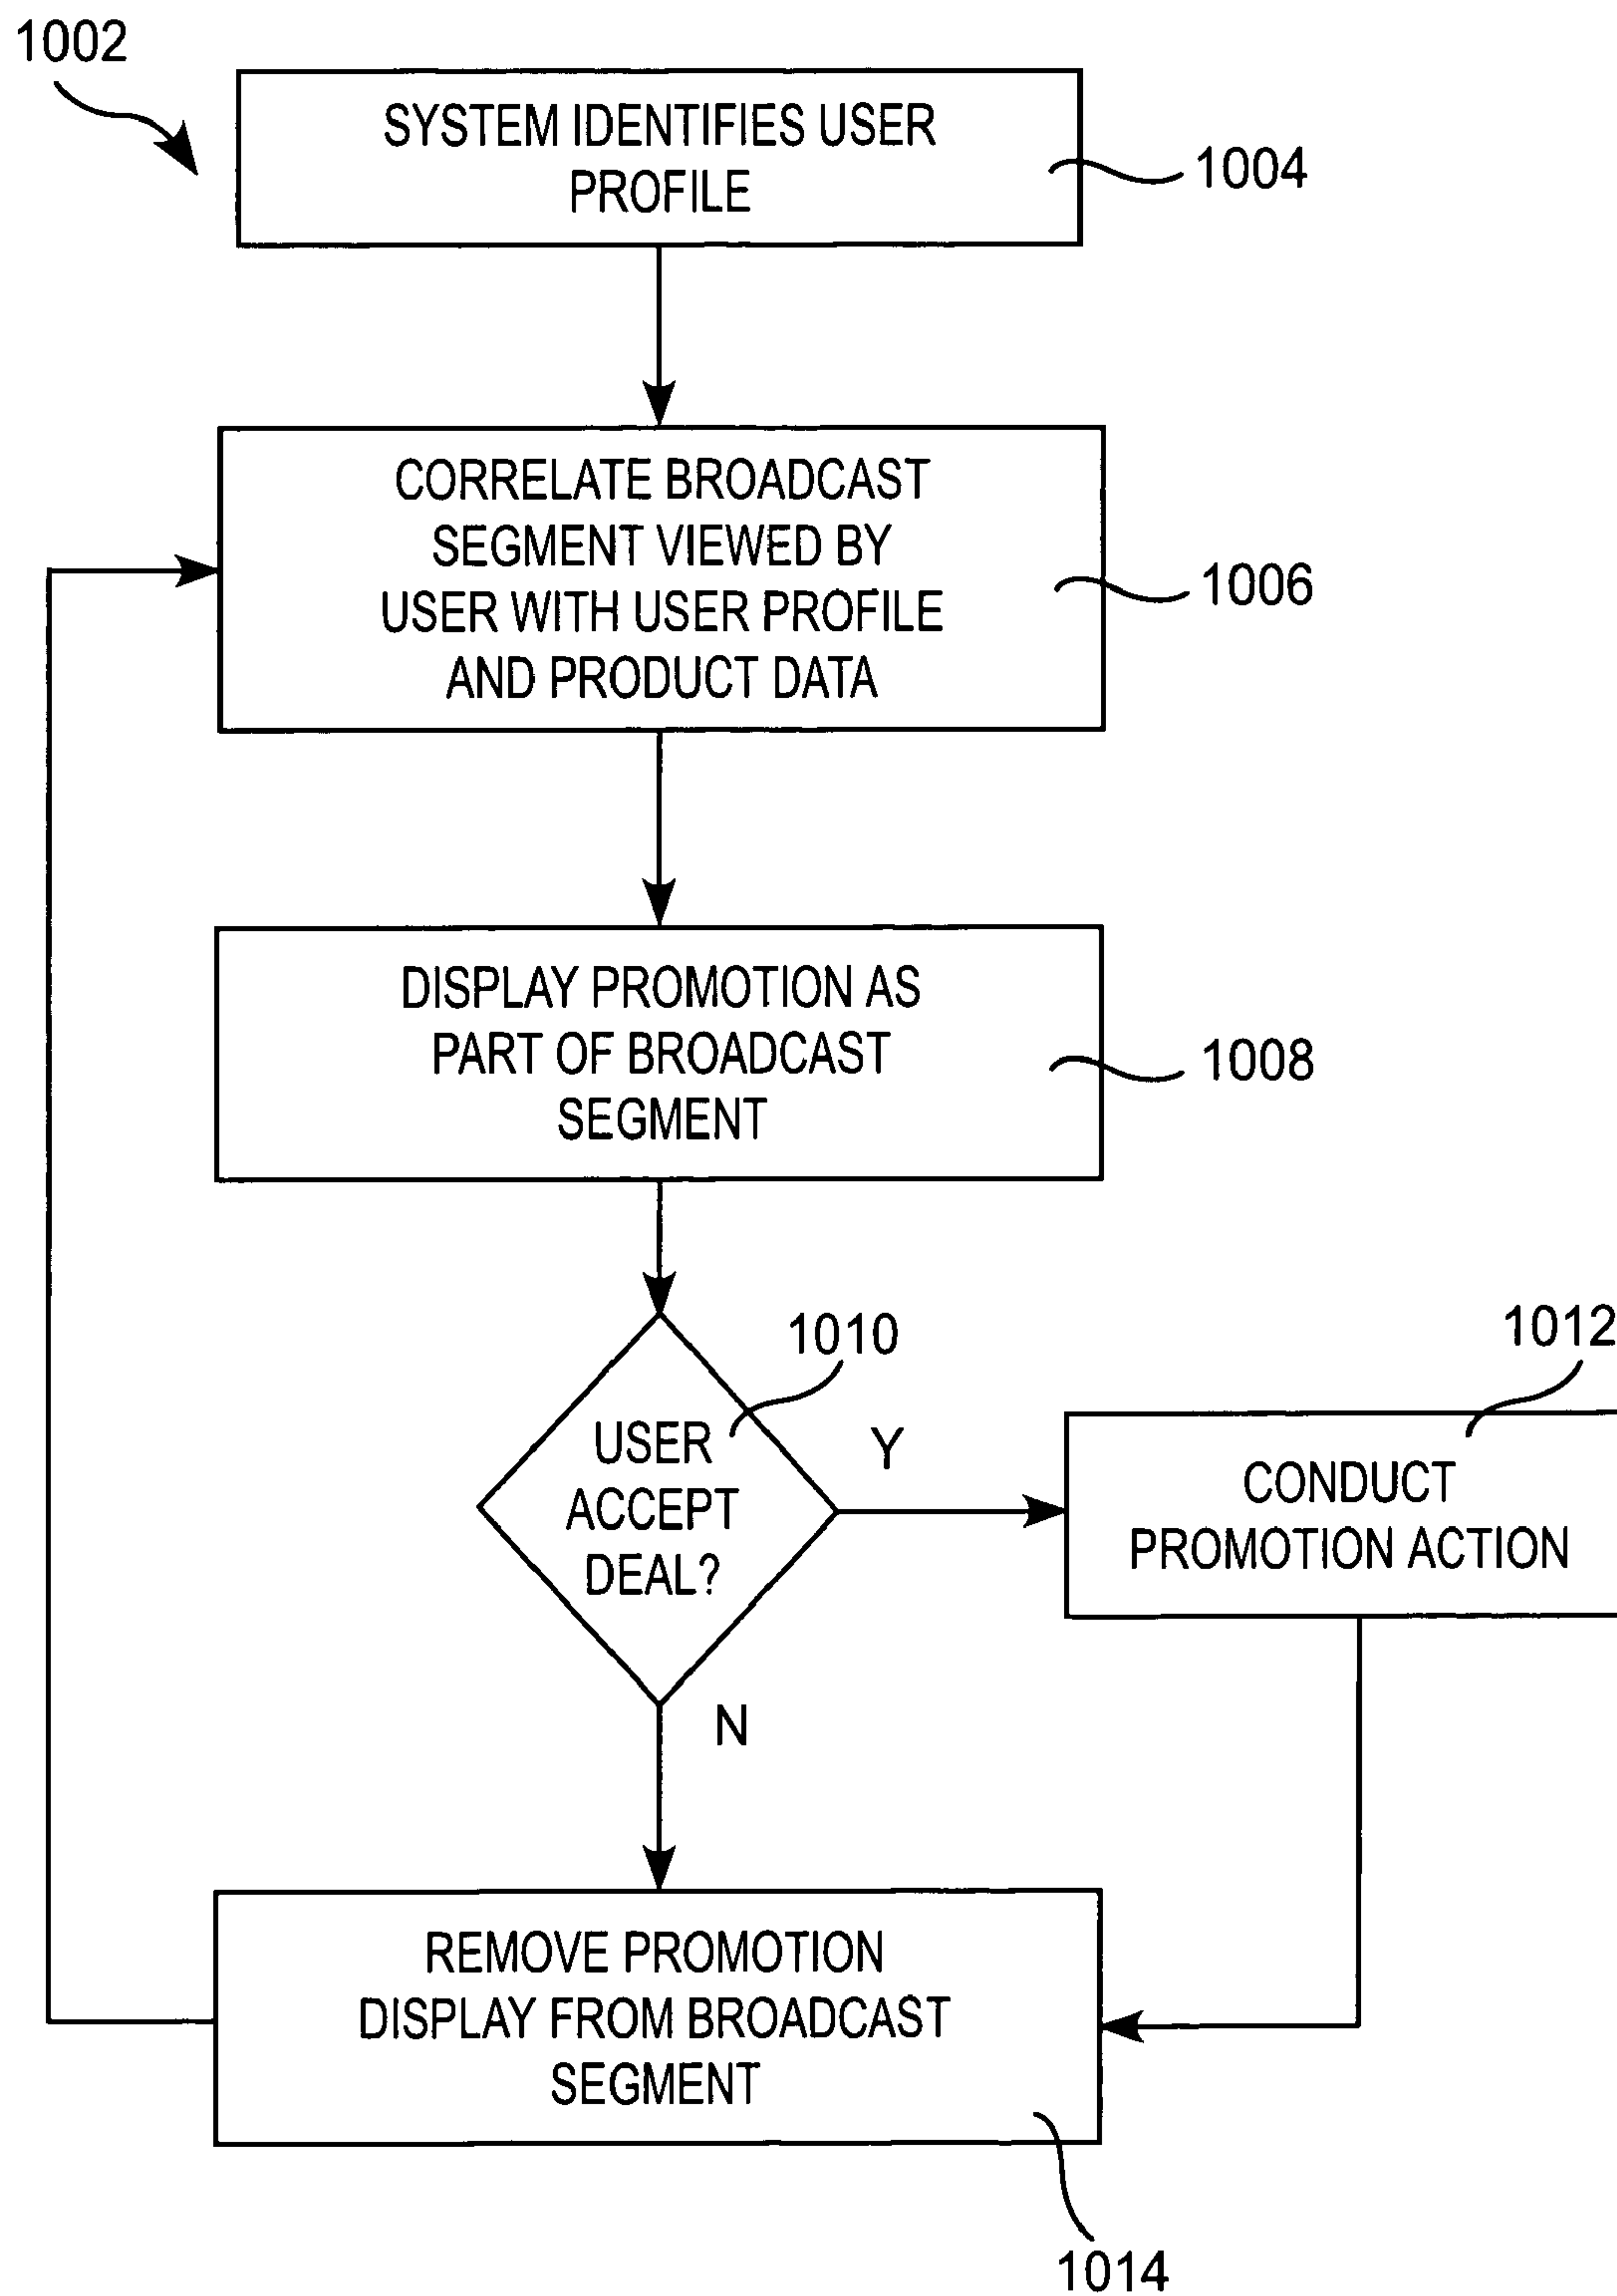 1002
SYSTEM IDENTIFIES USER
PROFILE
1004
CORRELATE BROADCAST
SEGMENT VIEWED BY
USER WITH USER PROFILE
AND PRODUCT DATA
1006
DISPLAY PROMOTION AS
PART OF BROADCAST
SEGMENT
1008
1010
USER
ACCEPT
DEAL?
Y
N
1012
CONDUCT
PROMOTION ACTION
REMOVE PROMOTION
DISPLAY FROM BROADCAST
SEGMENT
1014